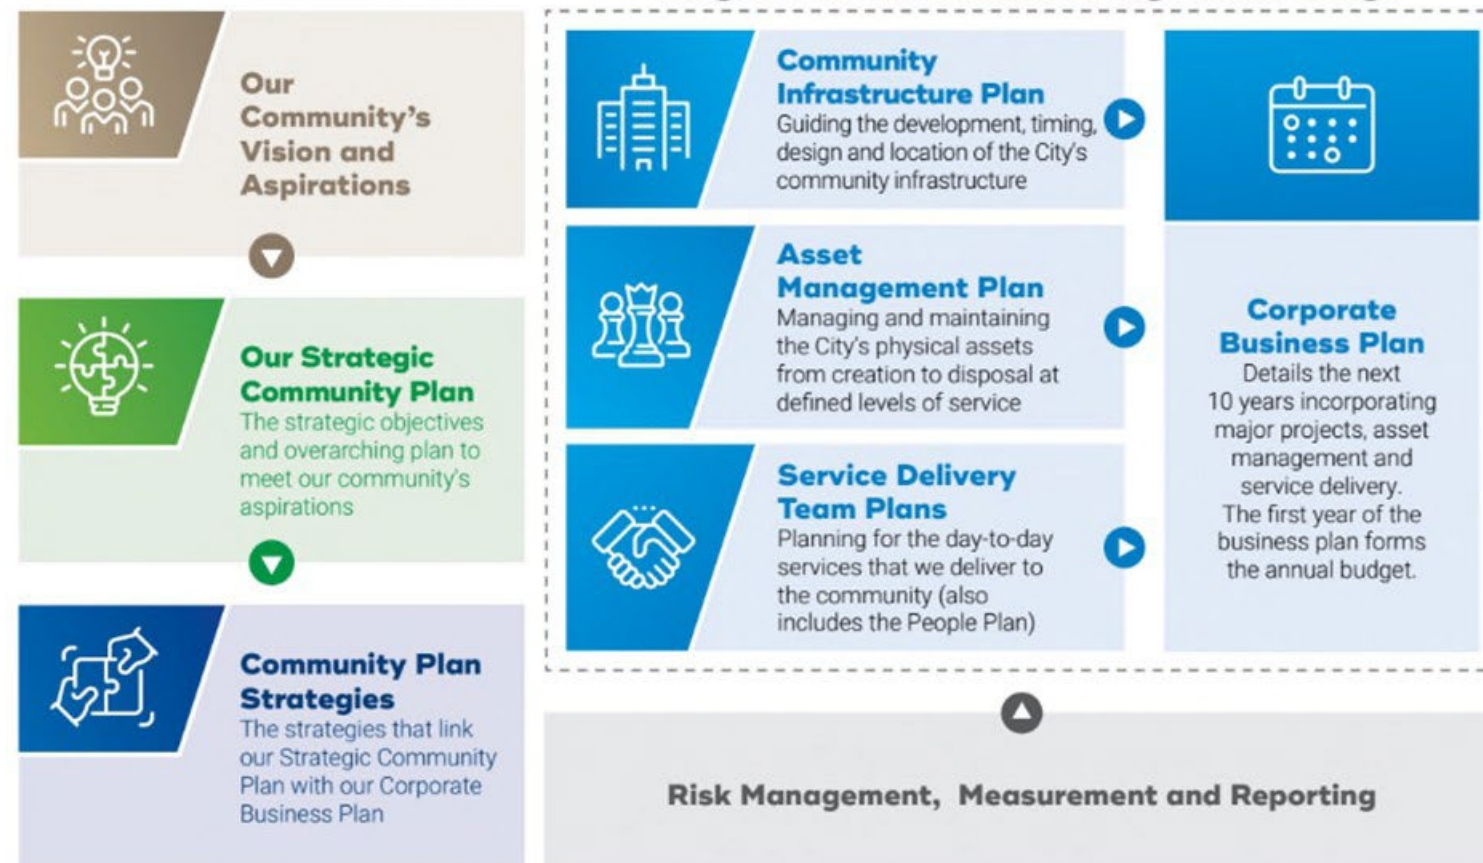 Our
Community's
Vision and
Aspirations
Our Strategic
Community Plan
The strategic objectives
and overarching plan to
meet our community's
aspirations
Community Plan
Strategies
The strategies that link
our Strategic Community
Plan with our Corporate
Business Plan
Community
Infrastructure Plan
Guiding the development, timing,
design and location of the City's
community infrastructure
Asset
Management Plan
Managing and maintaining
the City's physical assets
from creation to disposal at
defined levels of service
Service Delivery
Team Plans
Planning for the day-to-day
services that we deliver to
the community (also
includes the People Plan)
Corporate
Business Plan
Details the next
10 years incorporating
major projects, asset
management and
service delivery.
The first year of the
business plan forms
the annual budget.
Risk Management, Measurement and Reporting